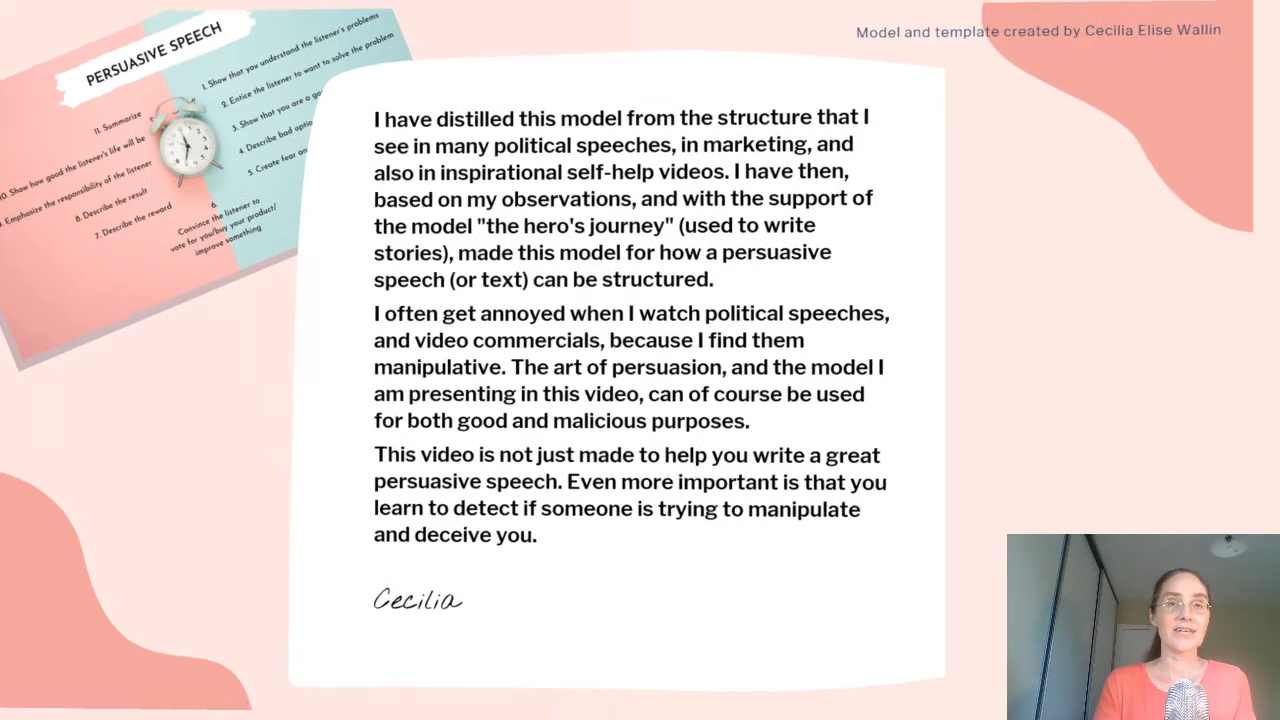 Model and template created by Cecilia Elise Wallin
PERSUASIVE SPEECH
1. Show that you understand the listener's problems
2. Entice the listener to want to solve the problem
3. Show that you are a
4. Describe bad
5. Create fear
6.
Convince the listener to
vote for you/buy your product/
improve something
7. Describe the reward
8. Describe the result
. Emphasize the responsibility of the listener
10. Show how good the listener's life will be
11. Summarize
I have distilled this model from the structure that I
see in many political speeches, in marketing, and
also in inspirational self-help videos. I have then,
based on my observations, and with the support of
the model "the hero's journey" (used to write
stories), made this model for how a persuasive
speech (or text) can be structured.
I often get annoyed when I watch political speeches,
and video commercials, because I find them
manipulative. The art of persuasion, and the model I
am presenting in this video, can of course be used
for both good and malicious purposes.
This video is not just made to help you write a great
persuasive speech. Even more important is that you
learn to detect if someone is trying to manipulate
and deceive you.
Cecilia